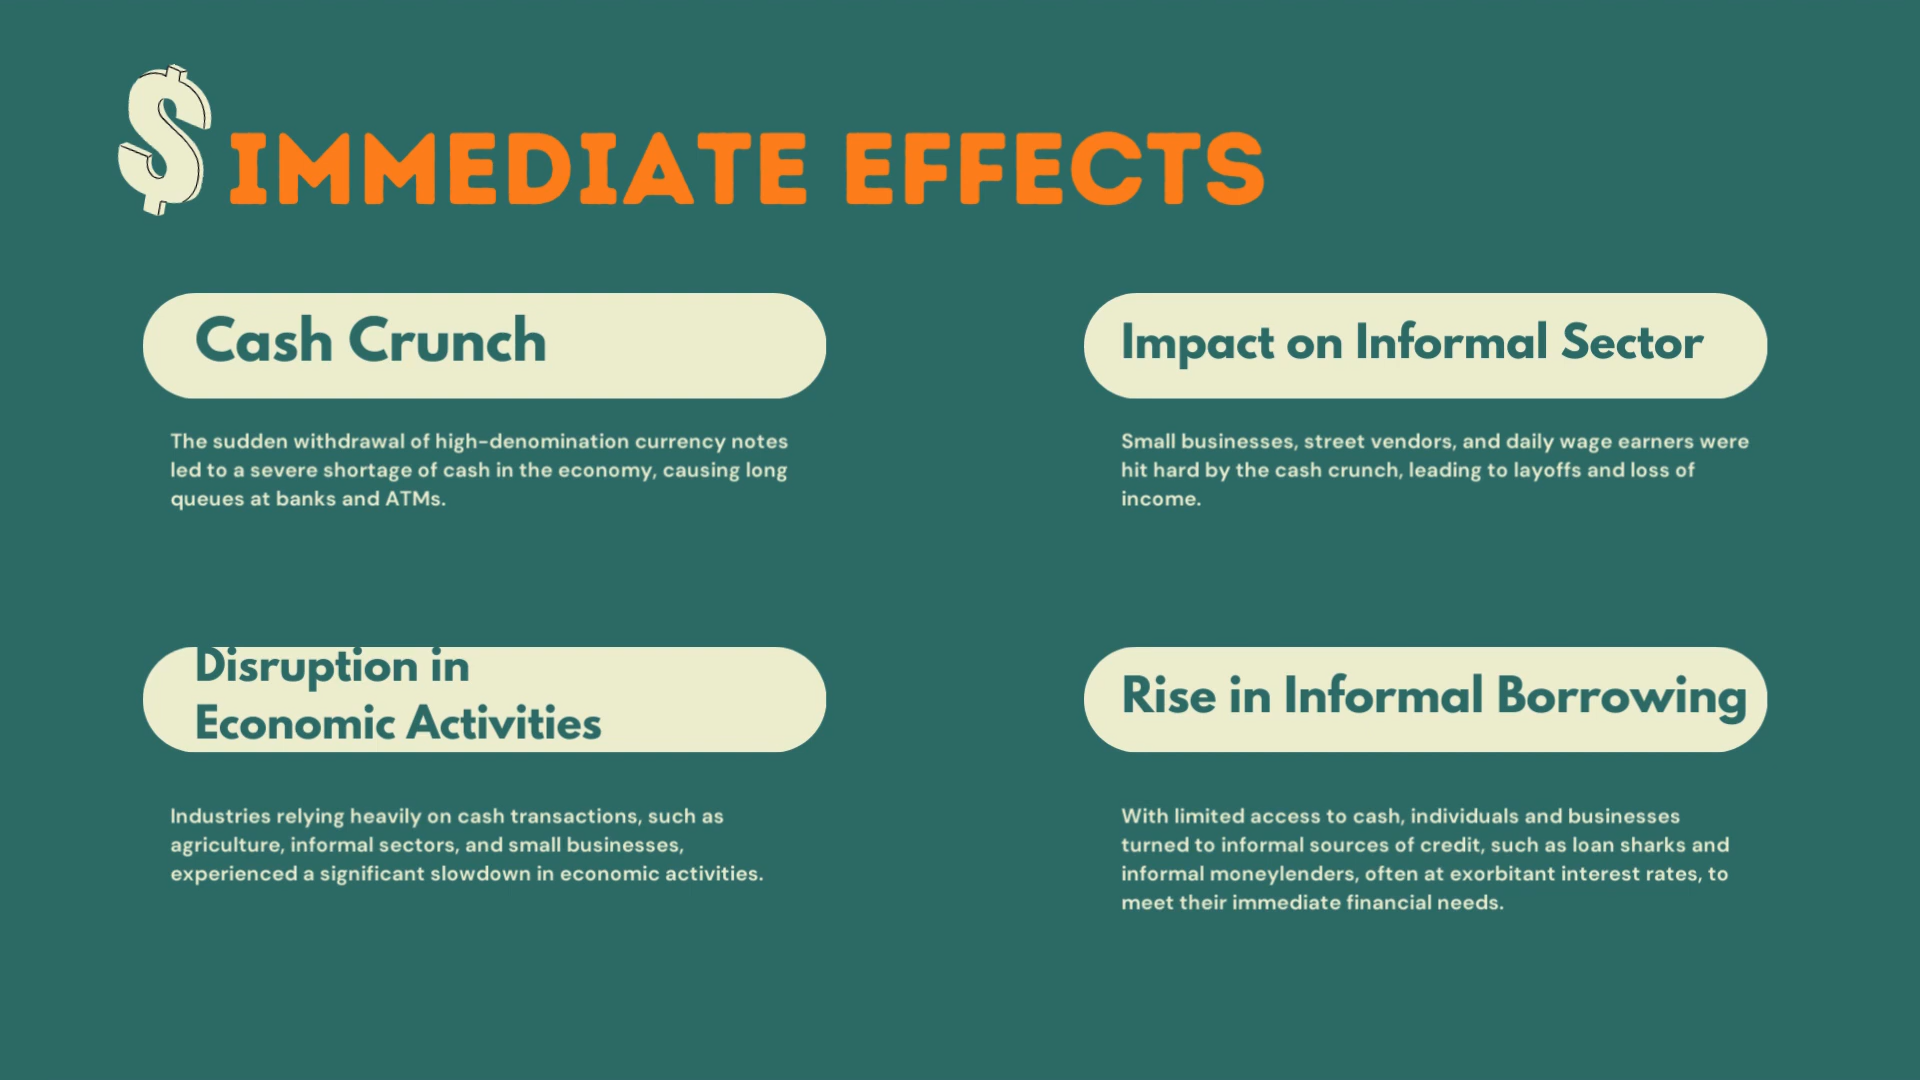 $ IMMEDIATE EFFECTS
Cash Crunch
The sudden withdrawal of high-denomination currency notes
led to a severe shortage of cash in the economy, causing long
queues at banks and ATMs.
Impact on Informal Sector
Small businesses, street vendors, and daily wage earners were
hit hard by the cash crunch, leading to layoffs and loss of
income.
Disruption in
Economic Activities
Industries relying heavily on cash transactions, such as
agriculture, informal sectors, and small businesses,
experienced a significant slowdown in economic activities.
Rise in Informal Borrowing
With limited access to cash, individuals and businesses
turned to informal sources of credit, such as loan sharks and
informal moneylenders, often at exorbitant interest rates, to
meet their immediate financial needs.